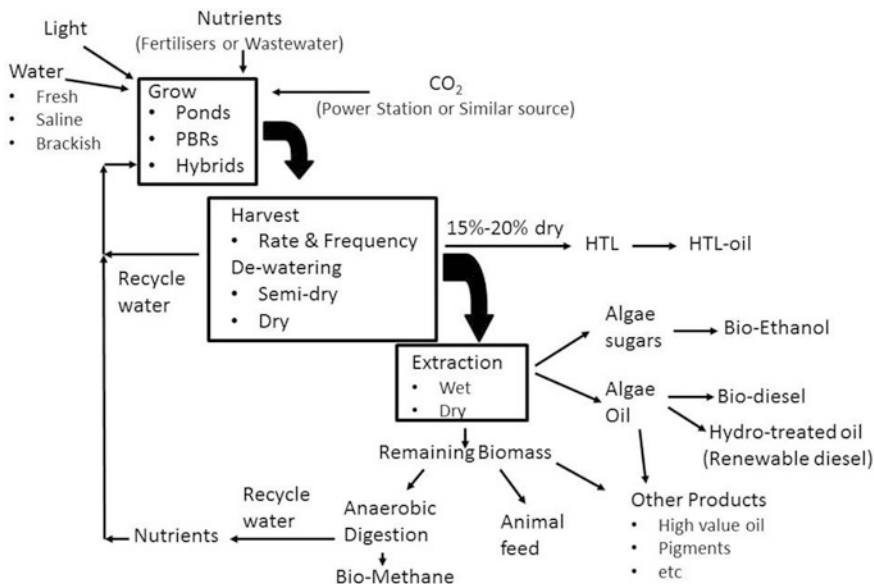 Nutrients
(Fertilisers or Wastewater)
Light
Water
• Fresh
• Saline
• Brackish
CO₂
(Power Station or Similar source)
Grow
• Ponds
• PBRs
• Hybrids
Harvest
• Rate & Frequency
De-watering
• Semi-dry
• Dry
15%-20% dry
HTL
HTL-oil
Recycle
water
Extraction
• Wet
• Dry
Algae
sugars
Bio-Ethanol
Algae
Oil
Bio-diesel
Hydro-treated oil
(Renewable diesel)
Remaining Biomass
Anaerobic
Digestion
Recycle
water
Nutrients
Bio-Methane
Animal
feed
Other Products
• High value oil
• Pigments
• etc